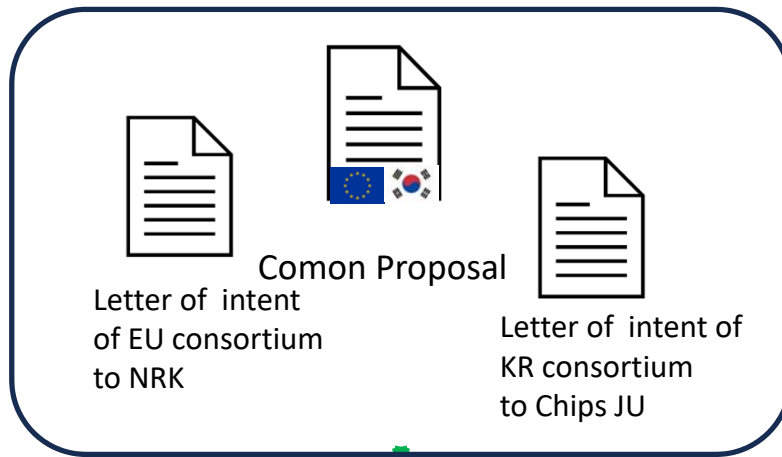 Comon Proposal
Letter of intent
of EU consortium
to NRK
Letter of intent of
KR consortium
to Chips JU